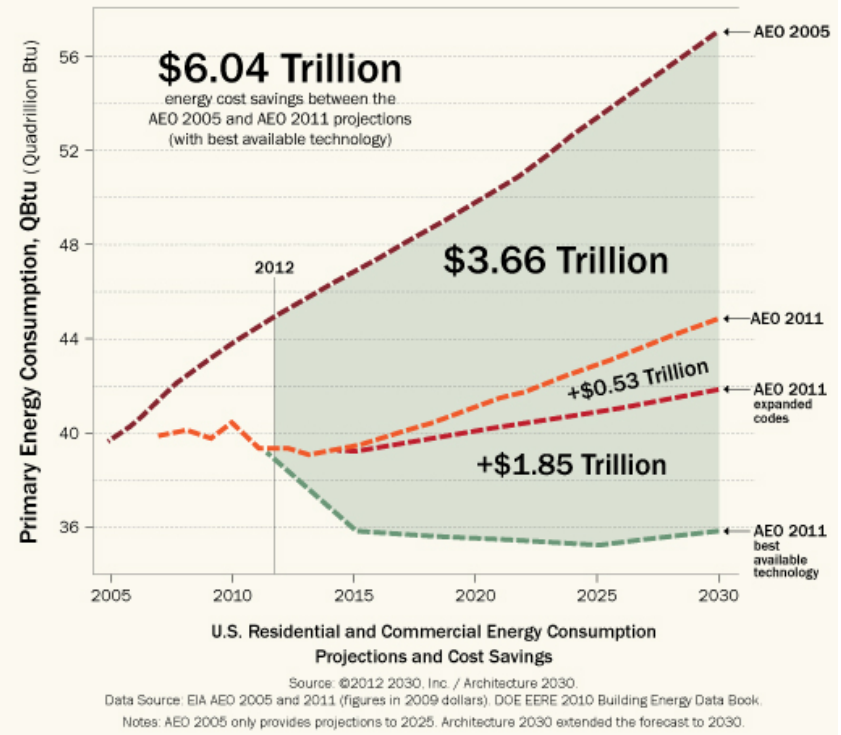 Primary Energy Consumption, QBtu (Quadrillion Btu)
56
52
48
44
40
36
$6.04 Trillion
energy cost savings between the
AEO 2005 and AEO 2011 projections
(with best available technology)
2012
$3.66 Trillion
+$0.53 Trillion
+$1.85 Trillion
AEO 2005
AEO 2011
AEO 2011
expanded
codes
AEO 2011
best
available
technology
2005 2010 2015 2020 2025 2030
U.S. Residential and Commercial Energy Consumption
Projections and Cost Savings
Source: ©2012 2030, Inc. / Architecture 2030.
Data Source: EIA AEO 2005 and 2011 (figures in 2009 dollars). DOE EERE 2010 Building Energy Data Book.
Notes: AEO 2005 only provides projections to 2025. Architecture 2030 extended the forecast to 2030.